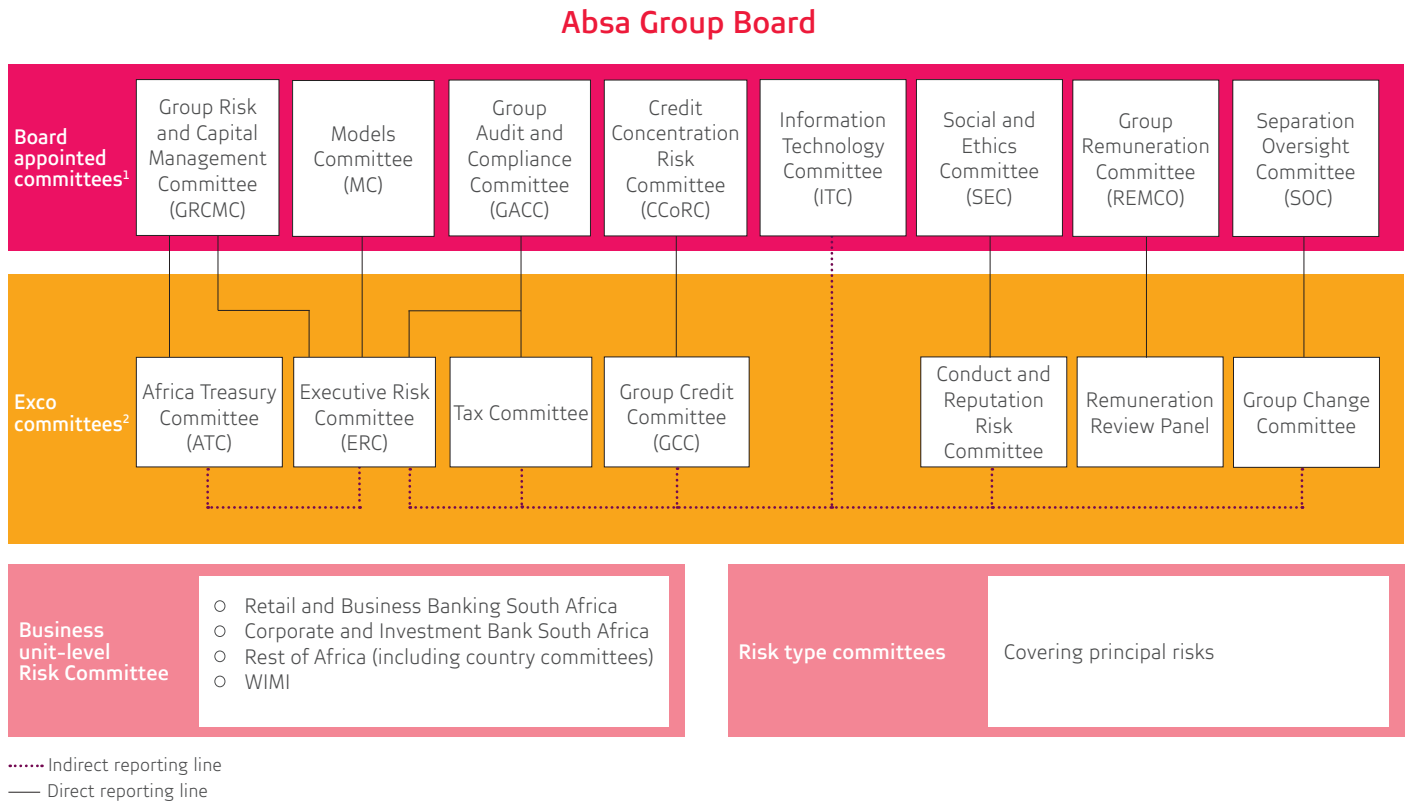 Absa Group Board
Board
appointed
committees¹
Group Risk
and Capital
Management
Committee
(GRCMC)
Models
Committee
(MC)
Group
Audit and
Compliance
Committee
(GACC)
Credit
Concentration
Risk
Committee
(CCoRC)
Information
Technology
Committee
(ITC)
Social and
Ethics
Committee
(SEC)
Group
Remuneration
Committee
(REMCO)
Separation
Oversight
Committee
(SOC)
Exco
committees²
Africa Treasury
Committee
(ATC)
Executive Risk
Committee
(ERC)
Tax Committee
Group Credit
Committee
(GCC)
Conduct and
Reputation
Risk
Committee
Remuneration
Review Panel
Group Change
Committee
Business
unit-level
Risk Committee
○ Retail and Business Banking South Africa
○ Corporate and Investment Bank South Africa
○ Rest of Africa (including country committees)
○ WIMI
Risk type committees
Covering principal risks
Indirect reporting line
Direct reporting line